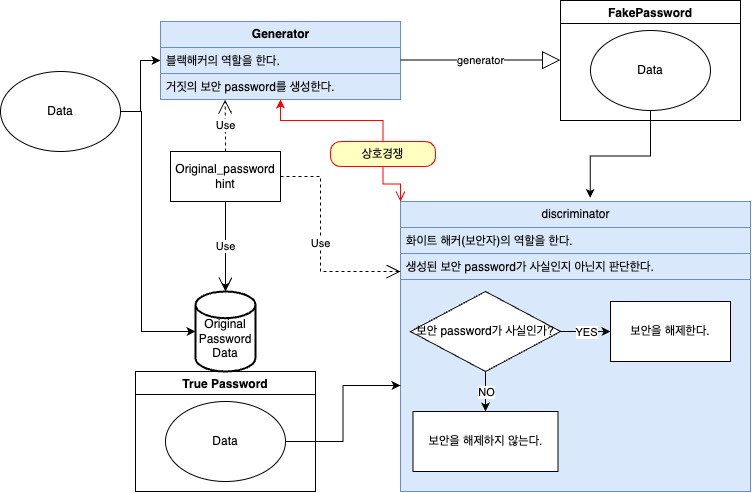 Generator
블랙해커의 역할을 한다.
거짓의 보안 password를 생성한다.
FakePassword
Data
generator
Data
Use
상호경쟁
Original_password
hint
Use
Use
discriminator
화이트 해커(보안자)의 역할을 한다.
생성된 보안 password가 사실인지 아닌지 판단한다.
Original
Password
Data
보안 password가 사실인가?
YES
보안을 해제한다.
NO
보안을 해제하지 않는다.
True Password
Data